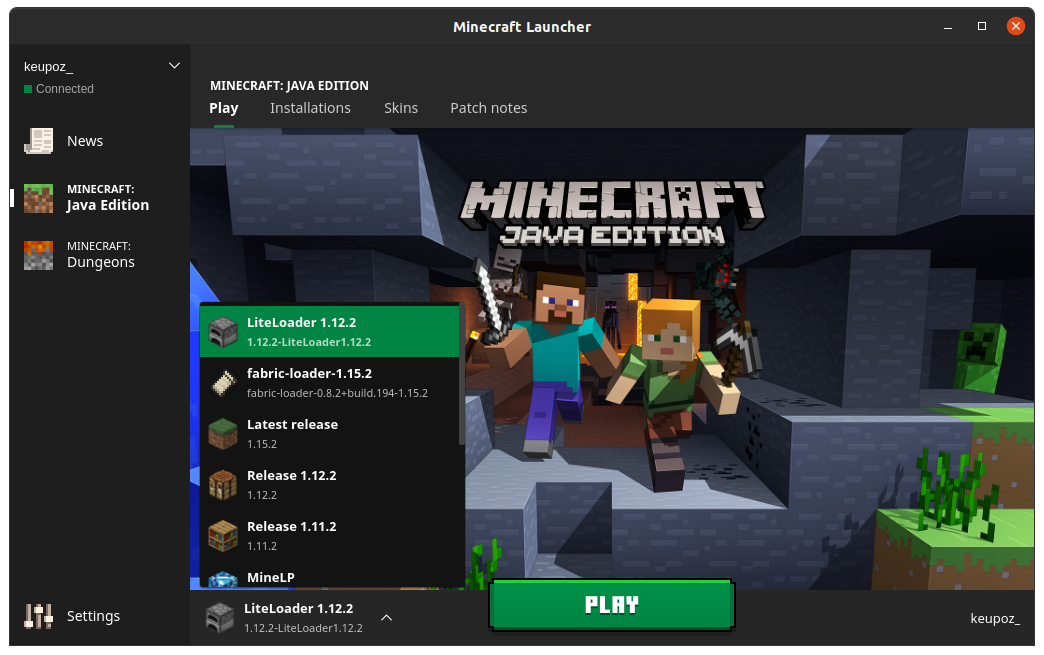 Minecraft Launcher
keupoz_
Connected
News
MINECRAFT:
Java Edition
MINECRAFT:
Dungeons
Settings
MINECRAFT: JAVA EDITION
Play
Installations
Skins
Patch notes
MINECRAFT
JAVA EDITION
LiteLoader 1.12.2
1.12.2-LiteLoader1.12.2
fabric-loader-1.15.2
fabric-loader-0.8.2+build.194-1.15.2
Latest release
1.15.2
Release 1.12.2
1.12.2
Release 1.11.2
1.11.2
MineLP
LiteLoader 1.12.2
1.12.2-LiteLoader1.12.2
PLAY
keupoz_